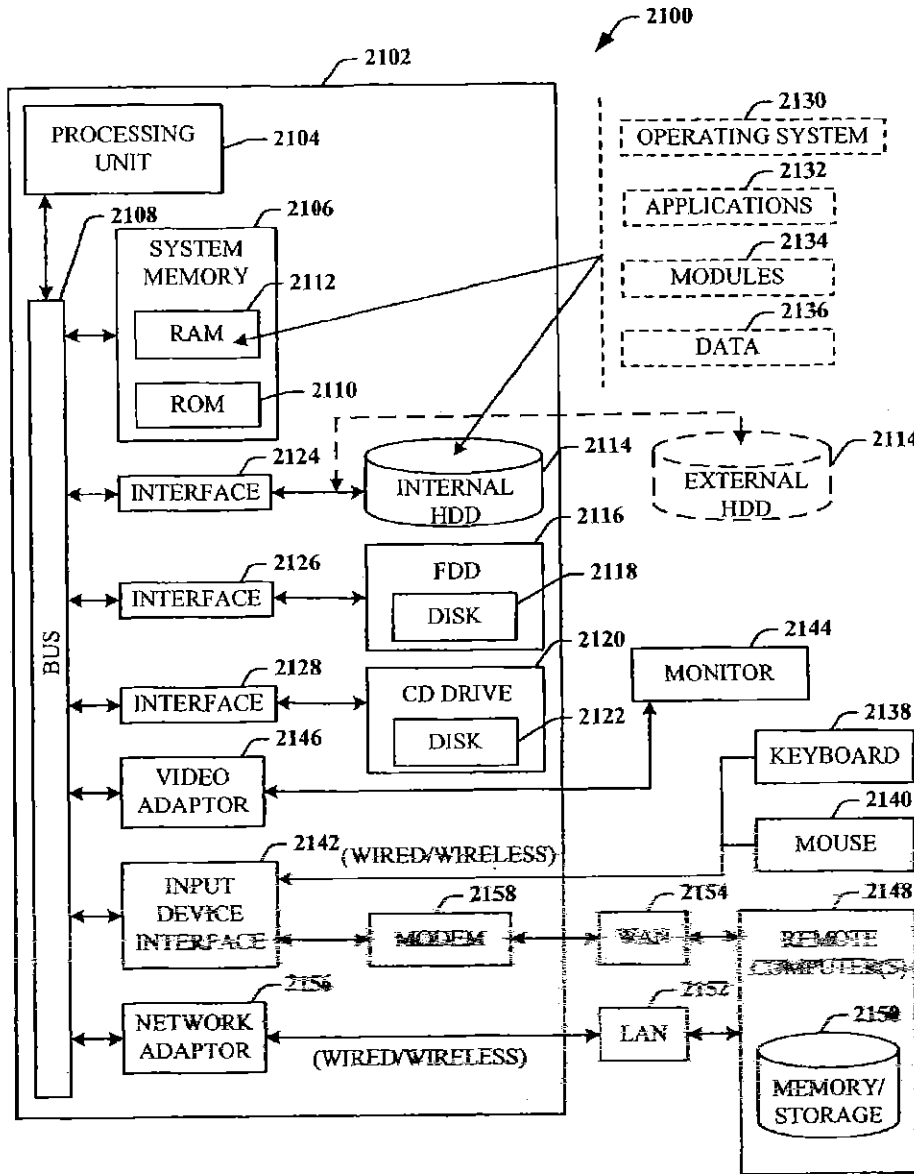 2100
2102
2130
OPERATING SYSTEM
PROCESSING
UNIT
2104
2132
APPLICATIONS
2108
2106
SYSTEM
MEMORY
2134
MODULES
2112
RAM
2136
DATA
2110
ROM
2124
INTERFACE
2114
INTERNAL
HDD
2114
EXTERNAL
HDD
2116
FDD
2126
INTERFACE
2118
DISK
BUS
2120
CD DRIVE
2144
MONITOR
2128
INTERFACE
2122
DISK
2138
KEYBOARD
2146
VIDEO
ADAPTOR
2140
MOUSE
2142
(WIRED/WIRELESS)
INPUT
DEVICE
INTERFACE
2158
MODEM
2154
WAN
2148
REMOTE
COMPUTER(S)
2156
NETWORK
ADAPTOR
(WIRED/WIRELESS)
2152
LAN
2150
MEMORY/
STORAGE